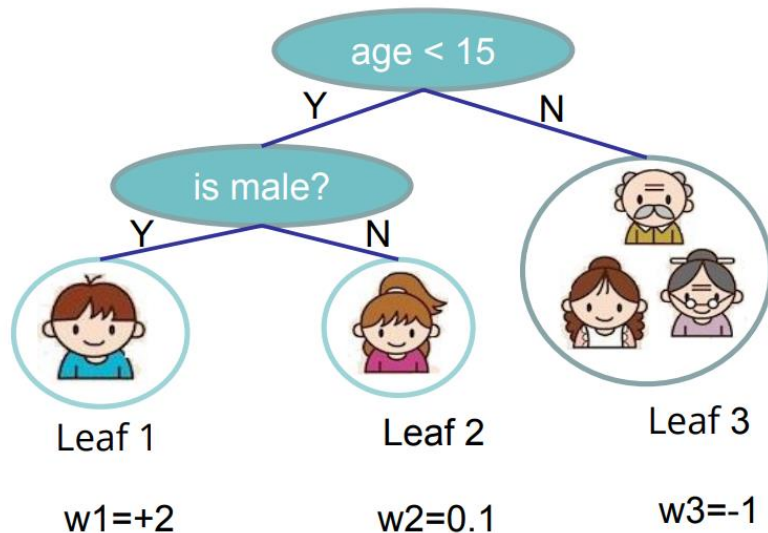 age < 15
Y
N
is male?
Y
N
Leaf 1
Leaf 2
Leaf 3
w1=+2
w2=0.1
w3=-1